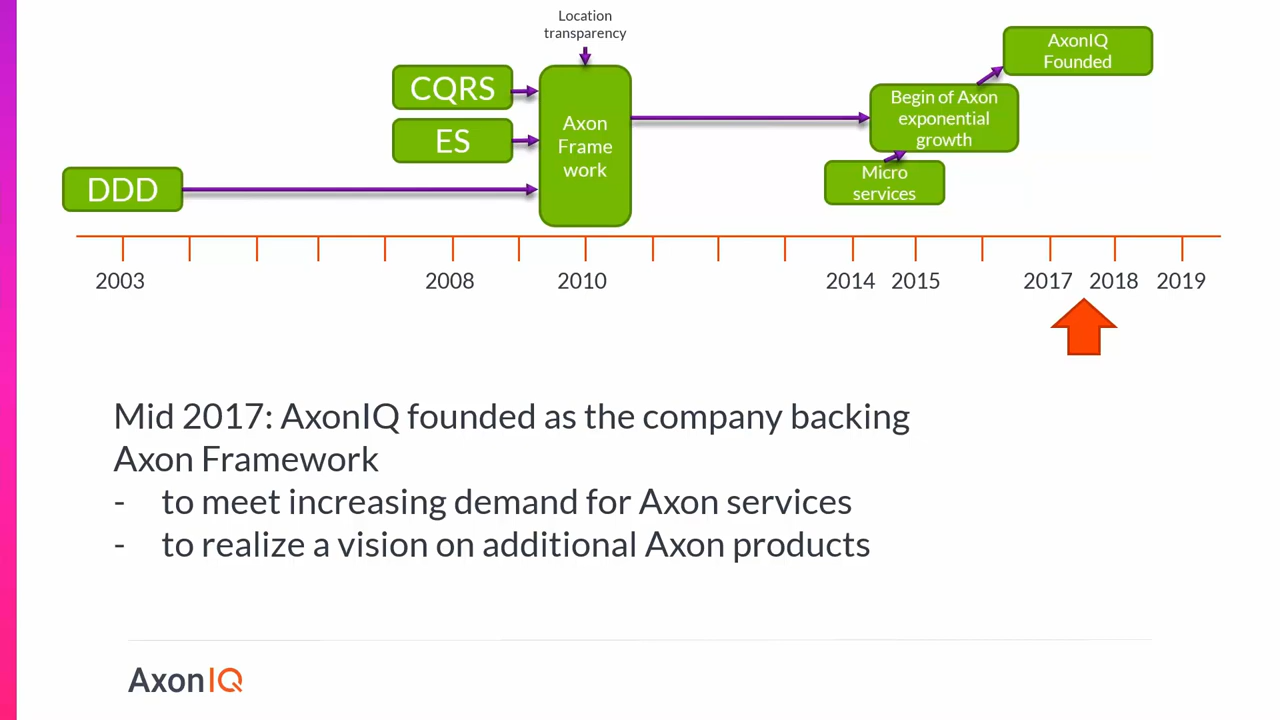 Location
transparency
AxonIQ
Founded
CQRS
Begin of Axon
exponential
growth
Axon
Frame
work
ES
Micro
services
DDD
2003
2008
2010
2014
2015
2017
2018
2019
Mid 2017: AxonIQ founded as the company backing
Axon Framework
- to meet increasing demand for Axon services
- to realize a vision on additional Axon products
AxonIQ